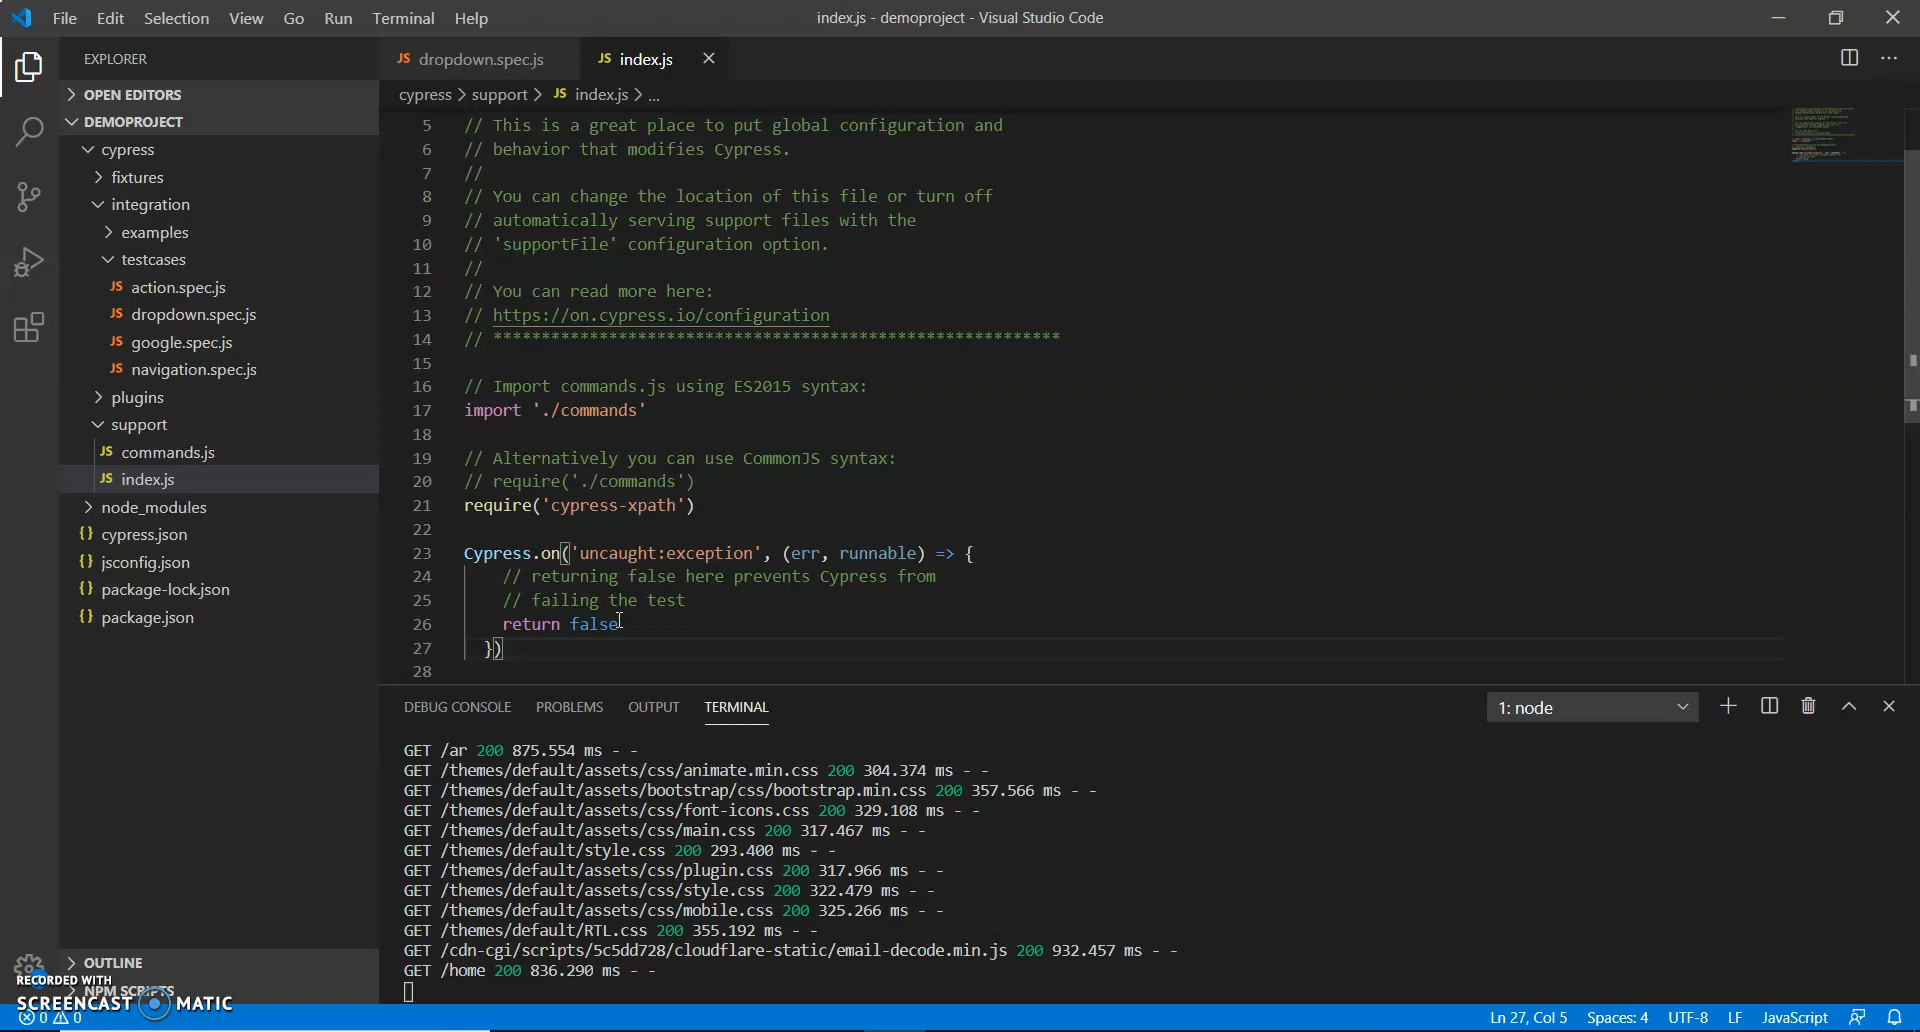 File Edit Selection View Go Run Terminal Help
index.js - demoproject - Visual Studio Code
EXPLORER
OPEN EDITORS
DEMOPROJECT
cypress
fixtures
integration
examples
testcases
JS action.spec.js
JS dropdown.spec.js
JS google.spec.js
JS navigation.spec.js
plugins
support
JS commands.js
JS index.js
node_modules
{} cypress.json
{} jsconfig.json
{} package-lock.json
{} package.json
OUTLINE
NPM SCRIPTS
RECORDED WITH
SCREENCAST MATIC
JS dropdown.spec.js
JS index.js
cypress > support > JS index.js > ...
5 // This is a great place to put global configuration and
6 // behavior that modifies Cypress.
7 //
8 // You can change the location of this file or turn off
9 // automatically serving support files with the
10 // 'supportFile' configuration option.
11 //
12 // You can read more here:
13 // https://on.cypress.io/configuration
14 // ***********************************************************
15
16 // Import commands.js using ES2015 syntax:
17 import './commands'
18
19 // Alternatively you can use CommonJS syntax:
20 // require('./commands')
21 require('cypress-xpath')
22
23 Cypress.on('uncaught:exception', (err, runnable) => {
24 // returning false here prevents Cypress from
25 // failing the test
26 return false
27 })
28
DEBUG CONSOLE PROBLEMS OUTPUT TERMINAL
1: node
GET /ar 200 875.554 ms - -
GET /themes/default/assets/css/animate.min.css 200 304.374 ms - -
GET /themes/default/assets/bootstrap/css/bootstrap.min.css 200 357.566 ms - -
GET /themes/default/assets/css/font-icons.css 200 329.108 ms - -
GET /themes/default/assets/css/main.css 200 317.467 ms - -
GET /themes/default/style.css 200 293.400 ms - -
GET /themes/default/assets/css/plugin.css 200 317.966 ms - -
GET /themes/default/assets/css/style.css 200 322.479 ms - -
GET /themes/default/assets/css/mobile.css 200 325.266 ms - -
GET /themes/default/RTL.css 200 355.192 ms - -
GET /cdn-cgi/scripts/5c5dd728/cloudflare-static/email-decode.min.js 200 932.457 ms - -
GET /home 200 836.290 ms - -
0 0
Ln 27, Col 5 Spaces: 4 UTF-8 LF JavaScript